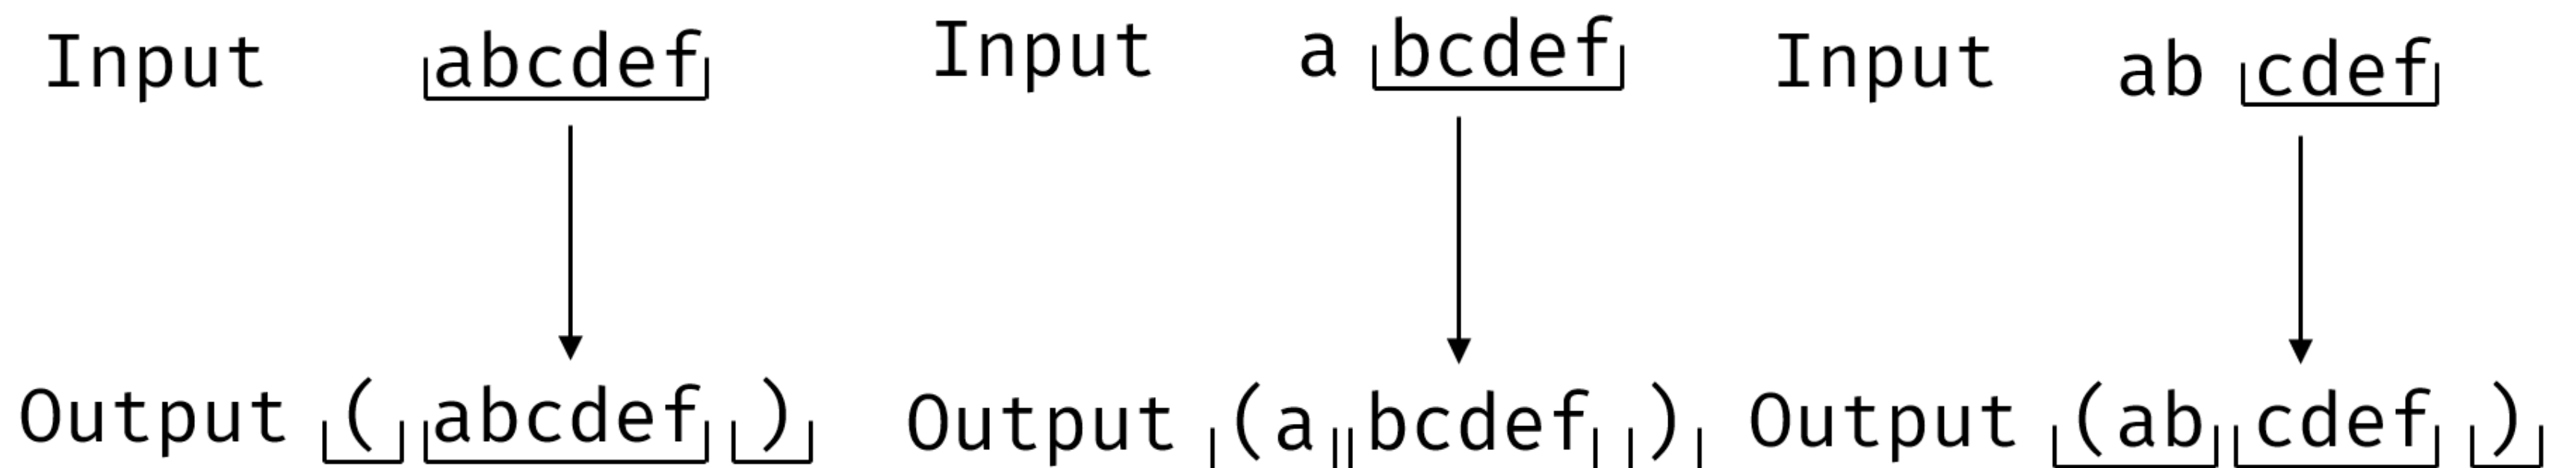 Input abcdef
Output ( abcdef )
Input a bcdef
Output (a bcdef )
Input ab cdef
Output (ab cdef )